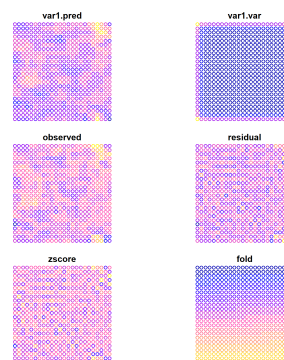 var1.pred
var1.var
observed
residual
zscore
fold